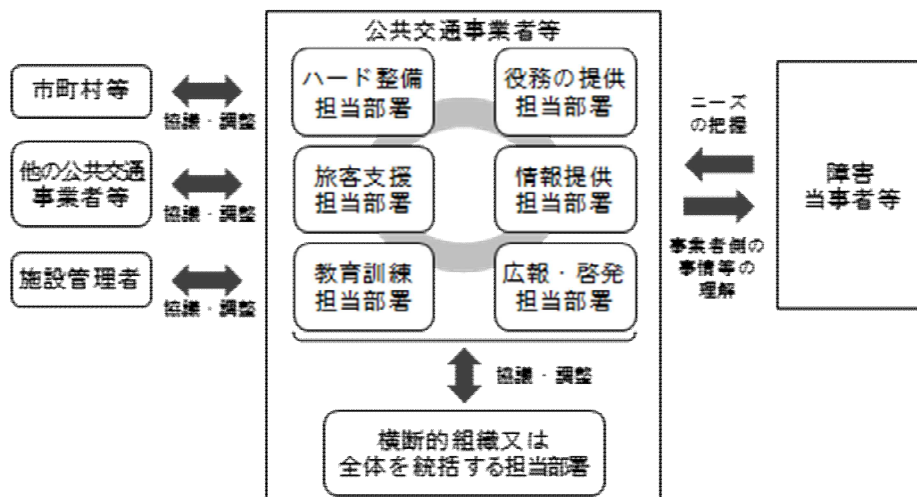 公共交通事業者等
市町村等
協議・調整
他の公共交通
事業者等
協議・調整
施設管理者
協議・調整
ハード整備
担当部署
役務の提供
担当部署
旅客支援
担当部署
情報提供
担当部署
教育訓練
担当部署
広報・啓発
担当部署
協議・調整
横断的組織又は
全体を統括する担当部署
ニーズ
の把握
事業者側の
事情等の
理解
障害
当事者等